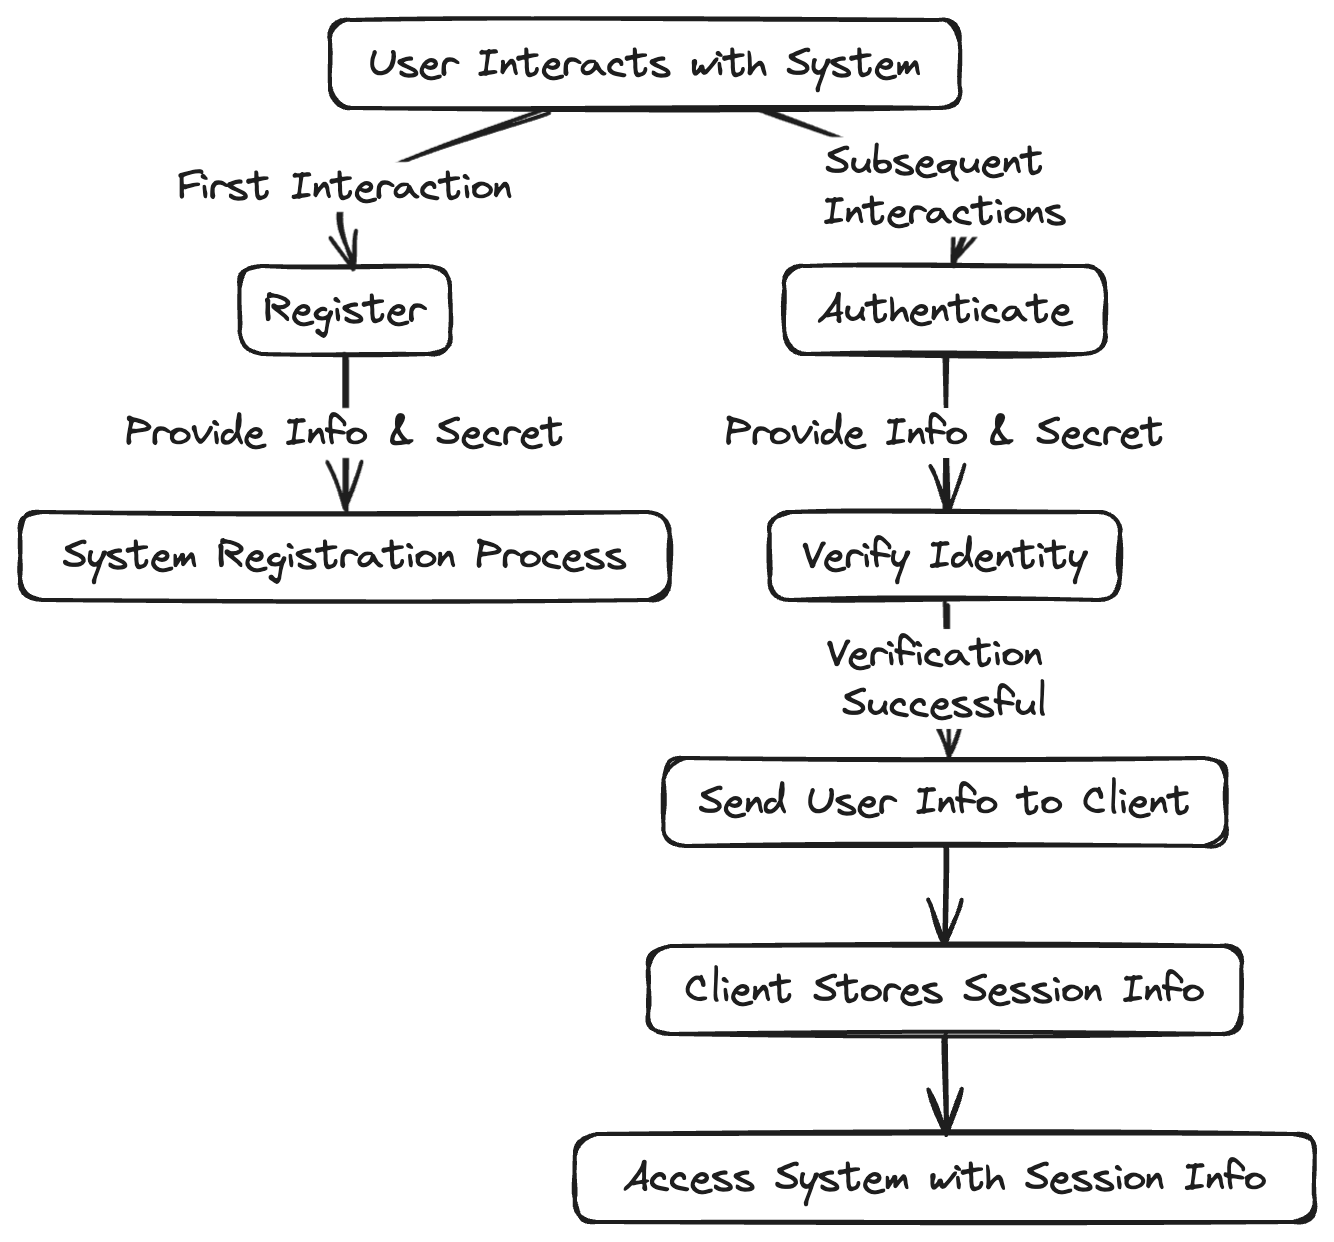 User Interacts with System
First Interaction
Subsequent
Interactions
Register
Authenticate
Provide Info & Secret
Provide Info & Secret
System Registration Process
Verify Identity
Verification
Successful
Send User Info to Client
Client Stores Session Info
Access System with Session Info